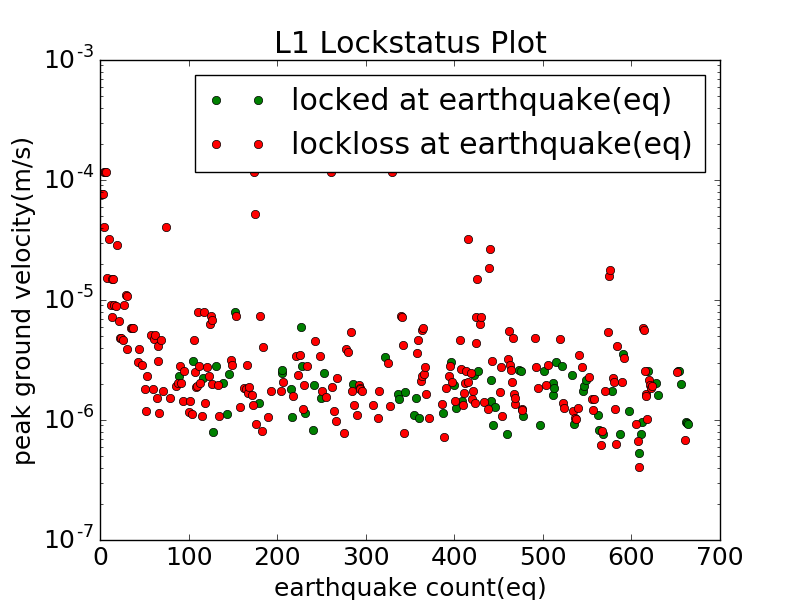 L1 Lockstatus Plot
locked at earthquake(eq)
lockloss at earthquake(eq)
peak ground velocity(m/s)
10^-3
10^-4
10^-5
10^-6
10^-7
0 100 200 300 400 500 600 700
earthquake count(eq)